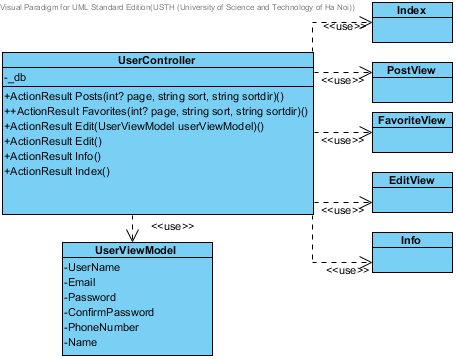 Visual Paradigm for UML Standard Edition(USTH (University of Science and Technology of Ha Noi))
Index
<<use>>
UserController
-_db
+ActionResult Posts(int? page, string sort, string sortdir)()
++ActionResult Favorites(int? page, string sort, string sortdir)()
+ActionResult Edit(UserViewModel userViewModel)()
+ActionResult Edit()
+ActionResult Info()
+ActionResult Index()
PostView
<<use>>
FavoriteView
<<use>>
EditView
<<use>>
Info
<<use>>
<<use>>
UserViewModel
-UserName
-Email
-Password
-ConfirmPassword
-PhoneNumber
-Name